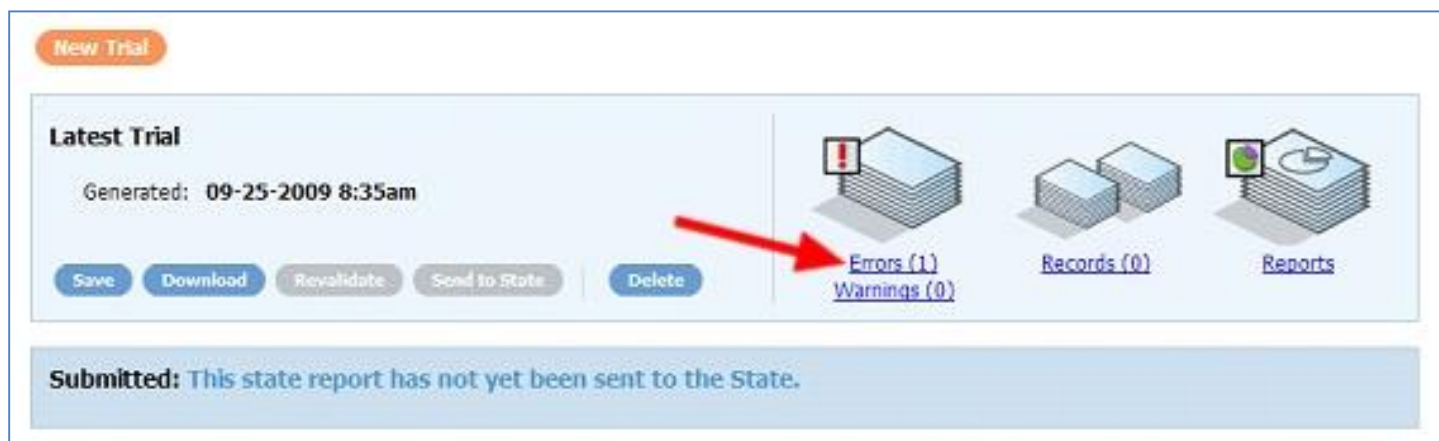 New Trial
Latest Trial
Generated: 09-25-2009 8:35am
Save Download Revalidate Send to State Delete
Errors (1)
Warnings (0)
Records (0)
Reports
Submitted: This state report has not yet been sent to the State.